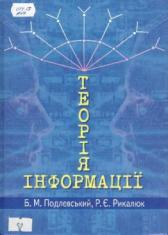 ТЕОРІЯ
ІНФОРМАЦІЇ
Б. М. Подлевський, Р. Є. Рикалюк